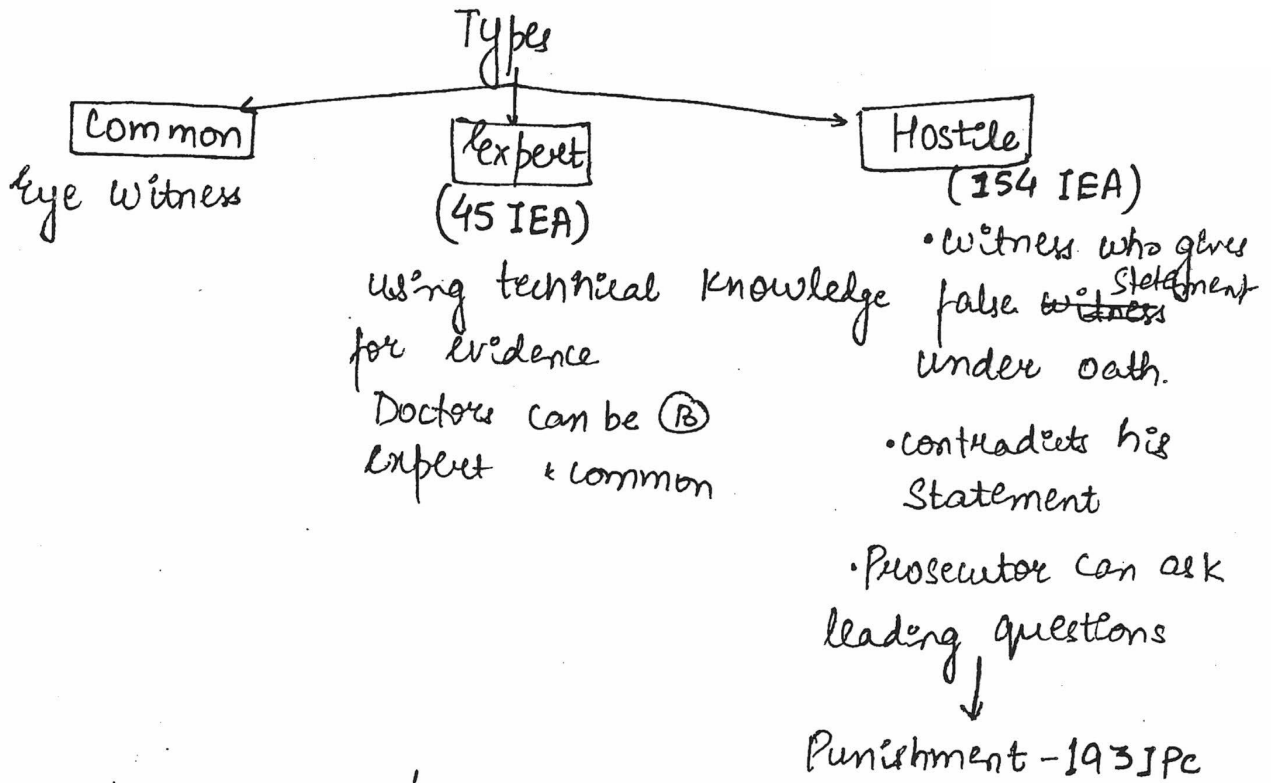 Types
Common
Eye witness
Expert
(45 IEA)
using technical knowledge
for evidence
Doctors can be B
expert & common
Hostile
(154 IEA)
• witness who gives
false witness Statement
under oath.
• contradicts his
Statement
• Prosecutor can ask
leading questions
Punishment - 193 IPC